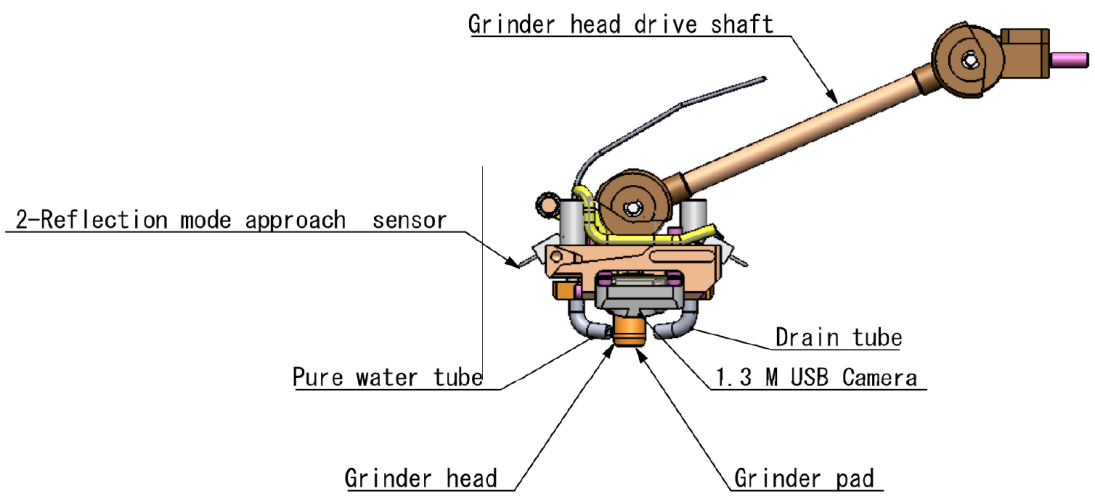 Grinder head drive shaft
2-Reflection mode approach sensor
Drain tube
Pure water tube
1.3 M USB Camera
Grinder head
Grinder pad